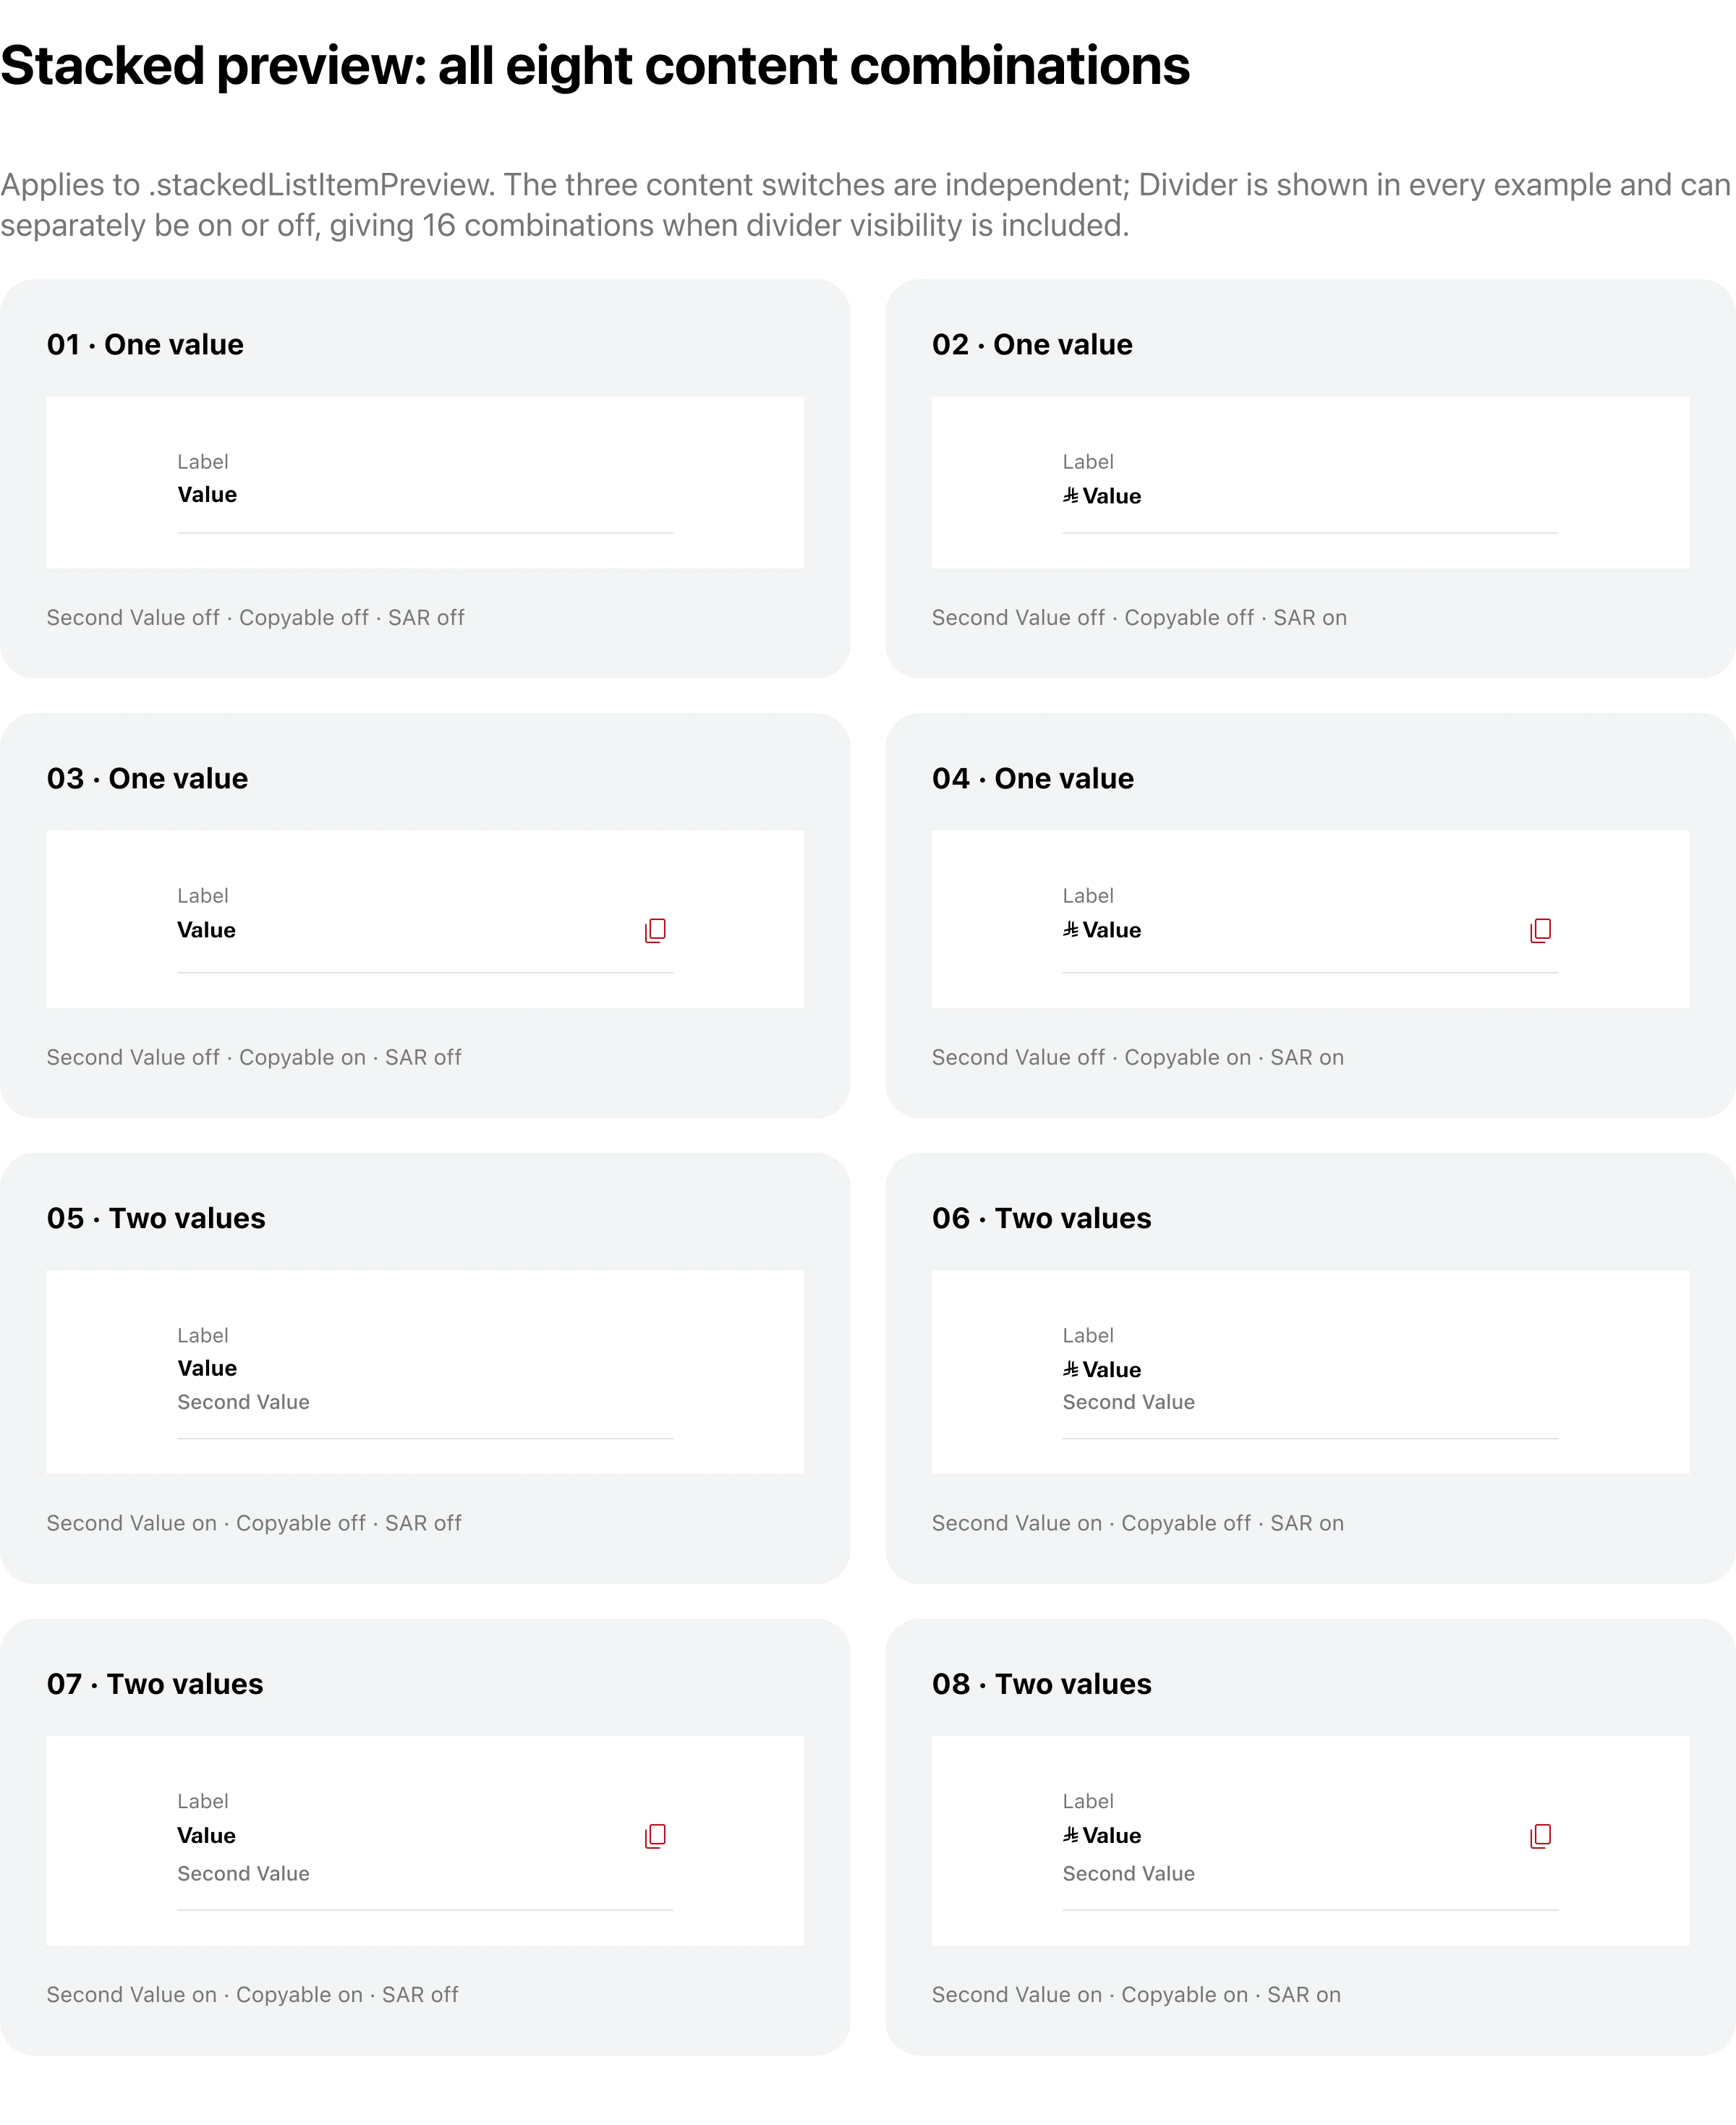 Stacked preview: all eight content combinations
Applies to .stackedListItemPreview. The three content switches are independent; Divider is shown in every example and can
separately be on or off, giving 16 combinations when divider visibility is included.
01 · One value
Label
Value
Second Value off · Copyable off · SAR off
02 · One value
Label
⃁ Value
Second Value off · Copyable off · SAR on
03 · One value
Label
Value
Second Value off · Copyable on · SAR off
04 · One value
Label
⃁ Value
Second Value off · Copyable on · SAR on
05 · Two values
Label
Value
Second Value
Second Value on · Copyable off · SAR off
06 · Two values
Label
⃁ Value
Second Value
Second Value on · Copyable off · SAR on
07 · Two values
Label
Value
Second Value
Second Value on · Copyable on · SAR off
08 · Two values
Label
⃁ Value
Second Value
Second Value on · Copyable on · SAR on